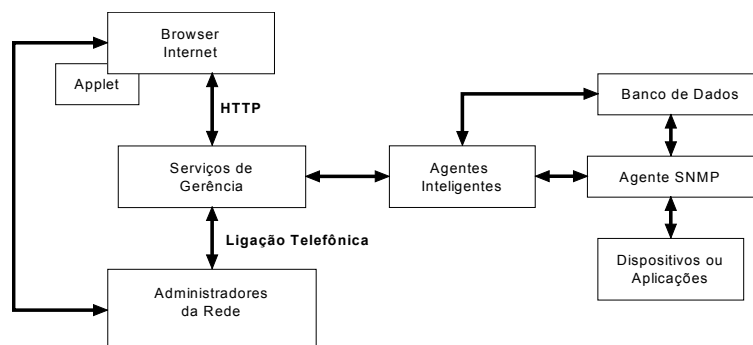 Browser
Internet
Applet
HTTP
Banco de Dados
Serviços de
Gerência
Agentes
Inteligentes
Agente SNMP
Ligação Telefônica
Dispositivos ou
Aplicações
Administradores
da Rede